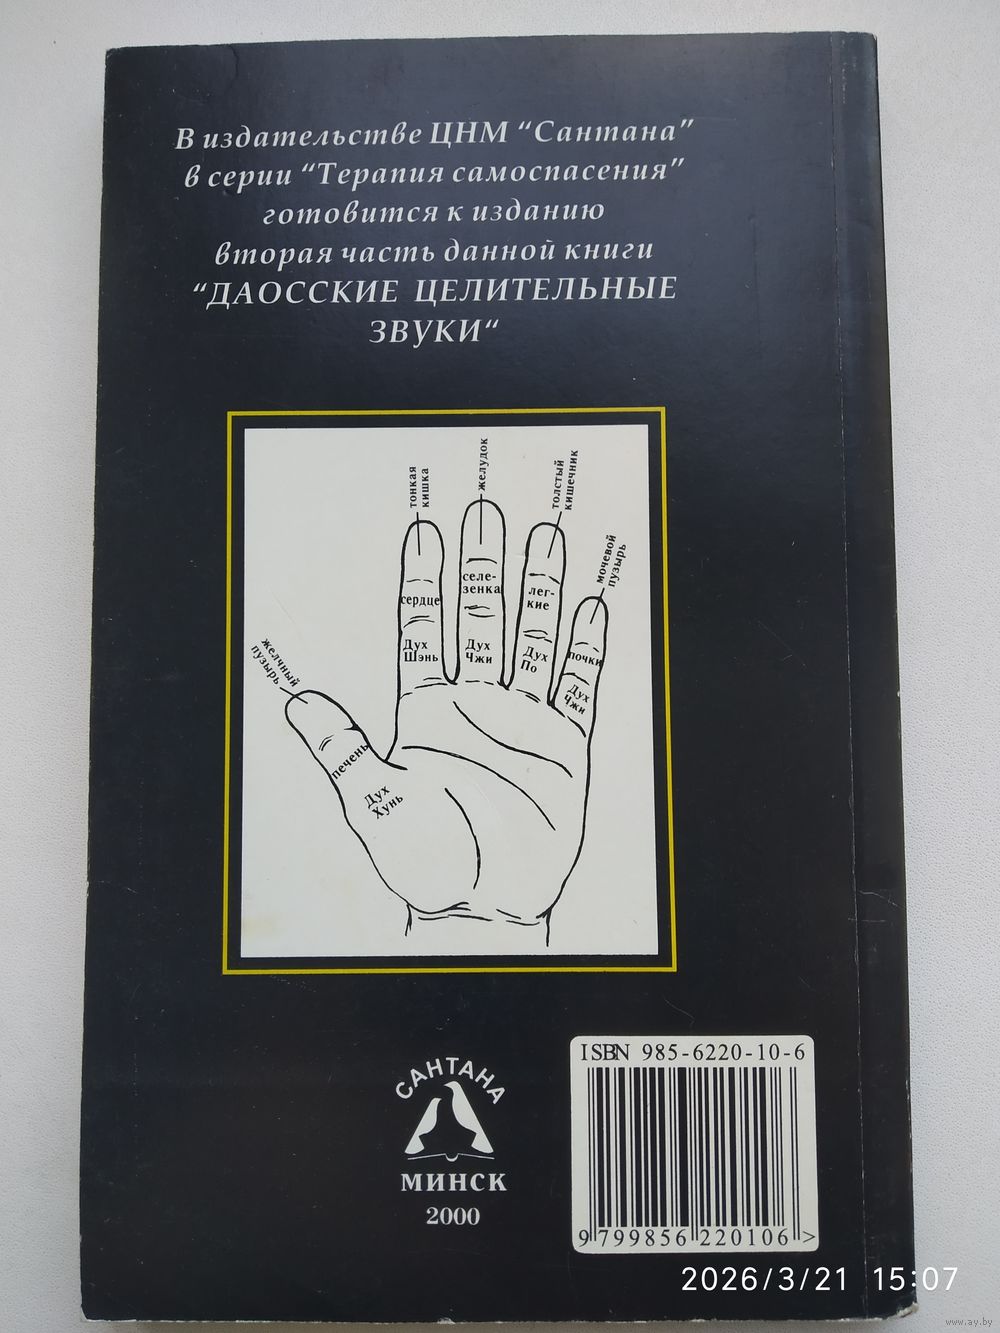 В издательстве ЦНМ “Сантана”
в серии “Терапия самоспасения”
готовится к изданию
вторая часть данной книги
“ДАОССКИЕ ЦЕЛИТЕЛЬНЫЕ
ЗВУКИ“
тонкая
кишка
желудок
толстый
кишечник
мочевой
пузырь
желчный
пузырь
сердце
селе-
зенка
лег-
кие
почки
печень
Дух
Шэнь
Дух
Чжи
Дух
По
Дух
Чжи
Дух
Хунь
САНТАНА
МИНСК
2000
ISBN 985-6220-10-6
9 799856 220106 >
2026/3/21 15:07
www.ay.by